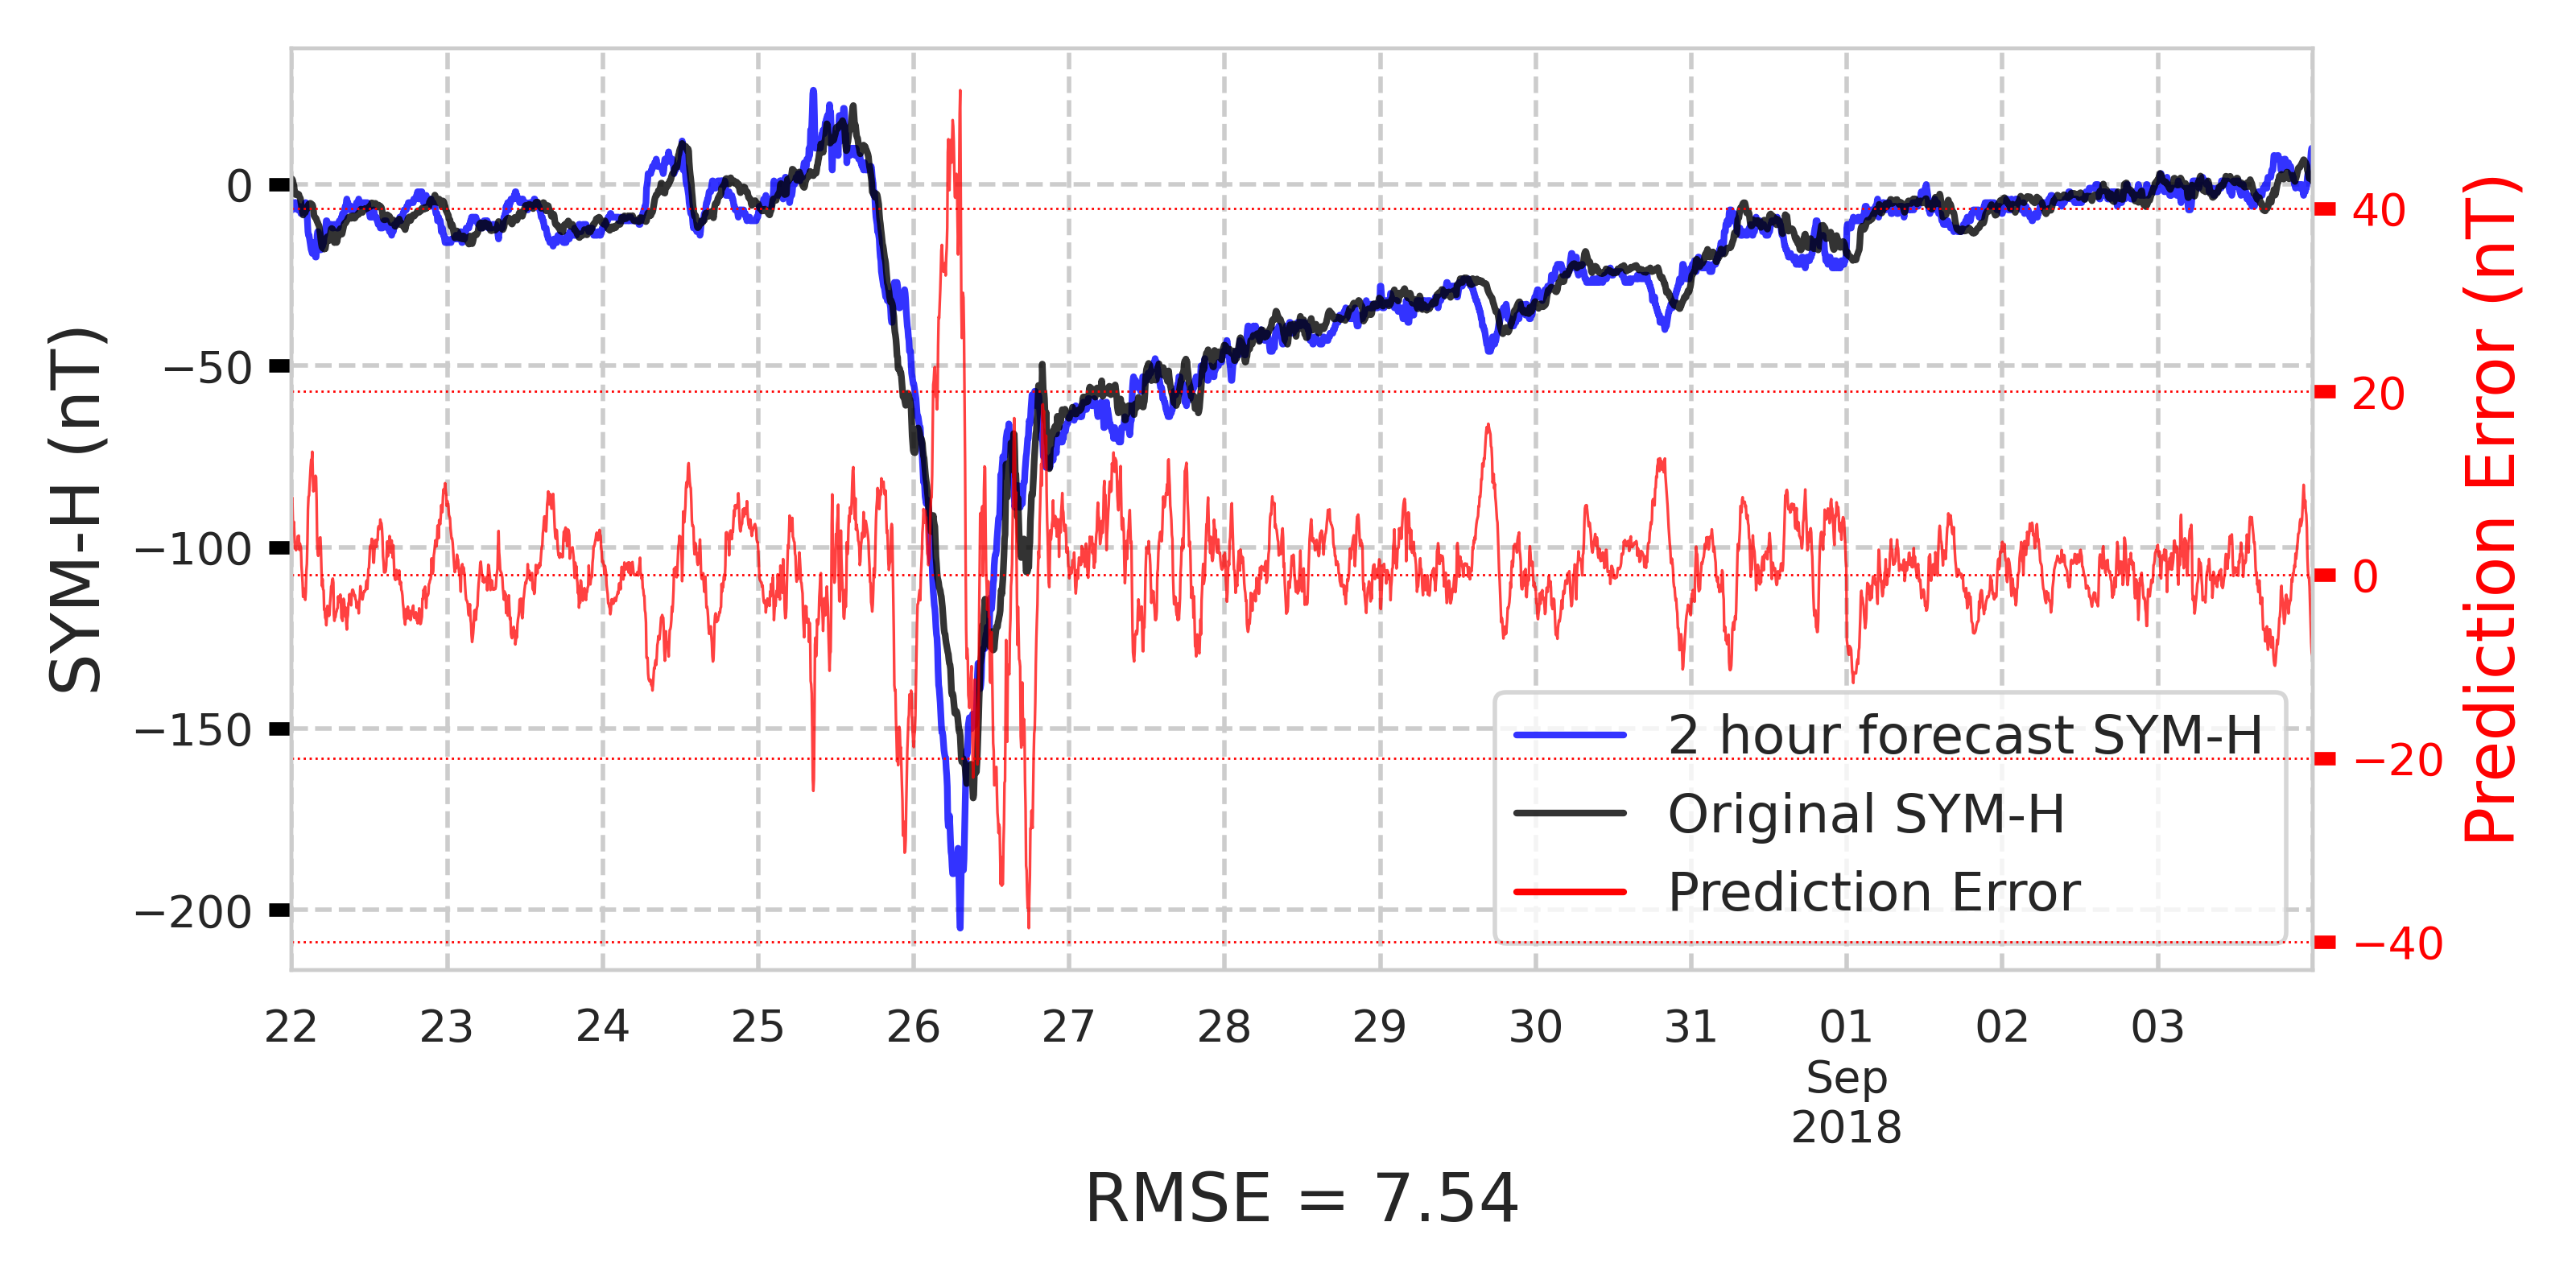 SYM-H (nT)
0
−50
−100
−150
−200
40
20
0
−20
−40
Prediction Error (nT)
2 hour forecast SYM-H
Original SYM-H
Prediction Error
22 23 24 25 26 27 28 29 30 31 01 02 03
Sep
2018
RMSE = 7.54